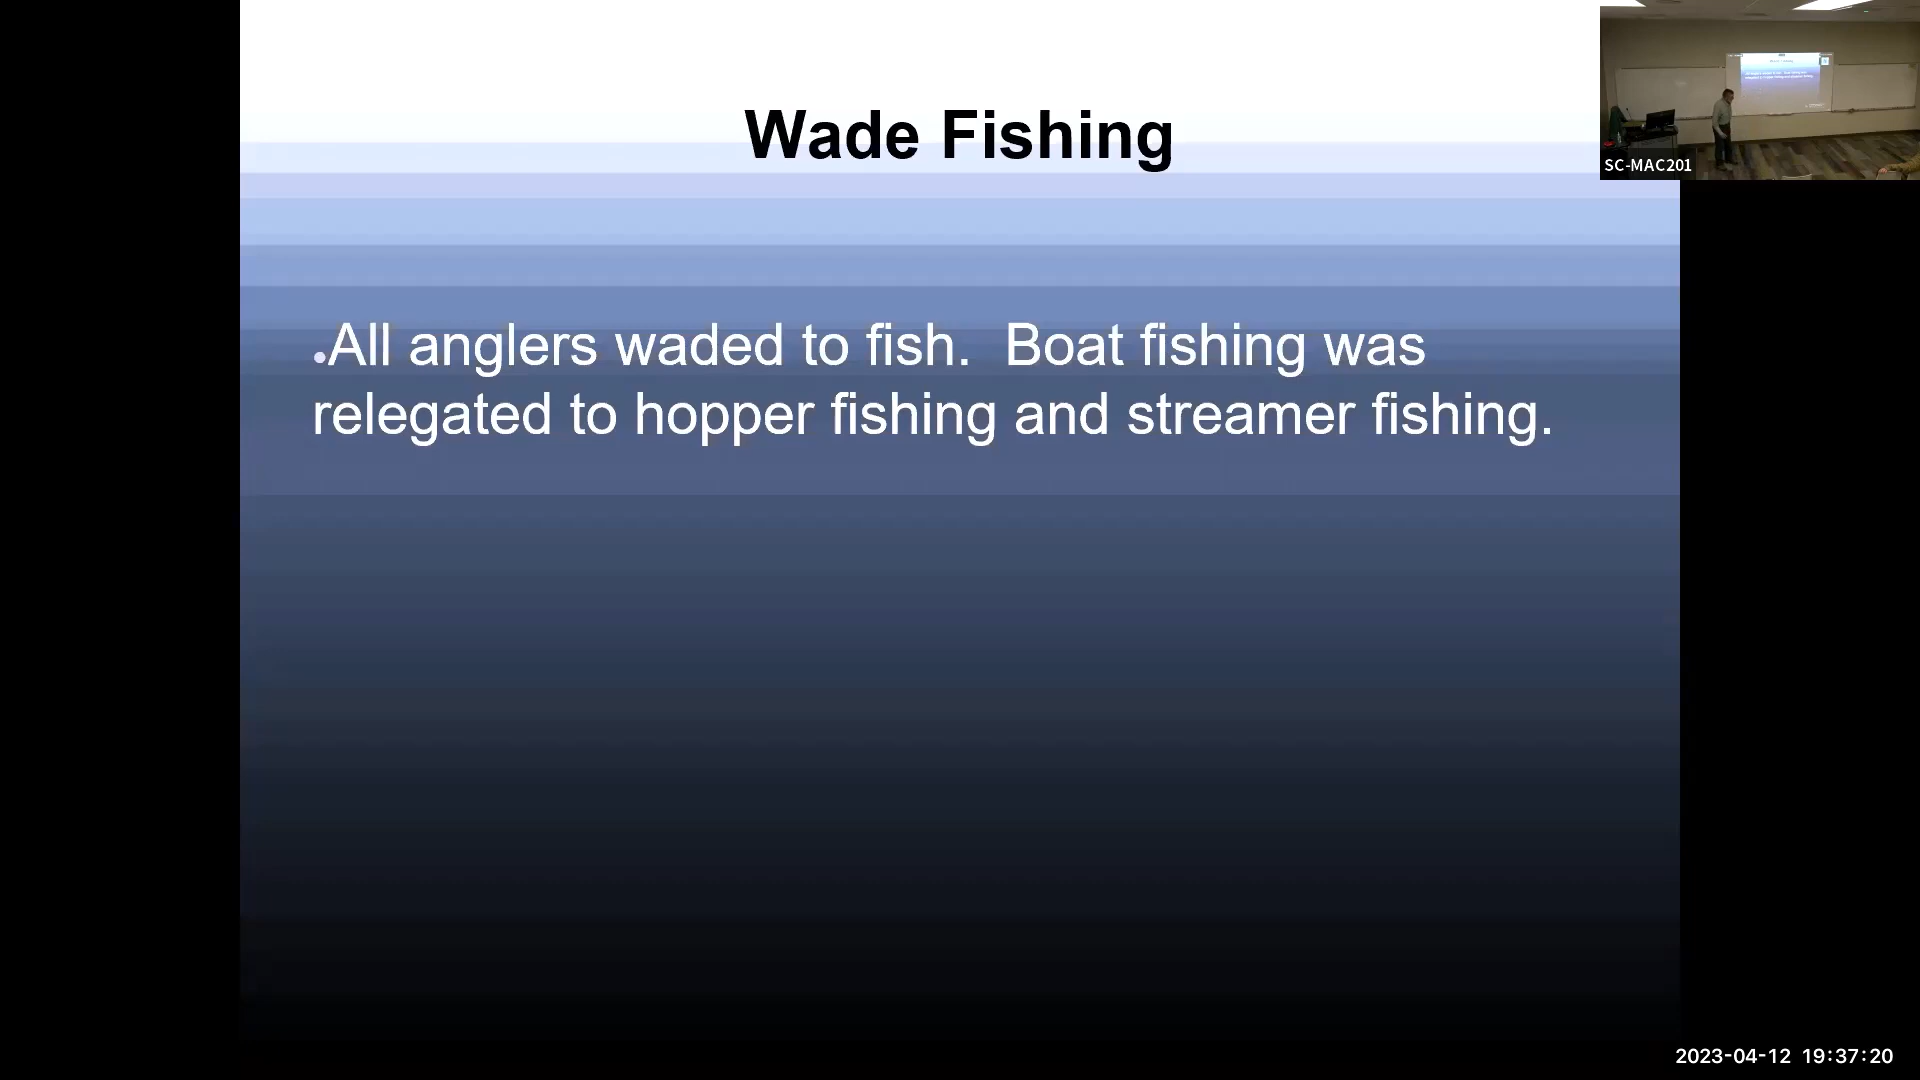 Wade Fishing
SC-MAC201
•All anglers waded to fish.  Boat fishing was
relegated to hopper fishing and streamer fishing.
2023-04-12 19:37:20